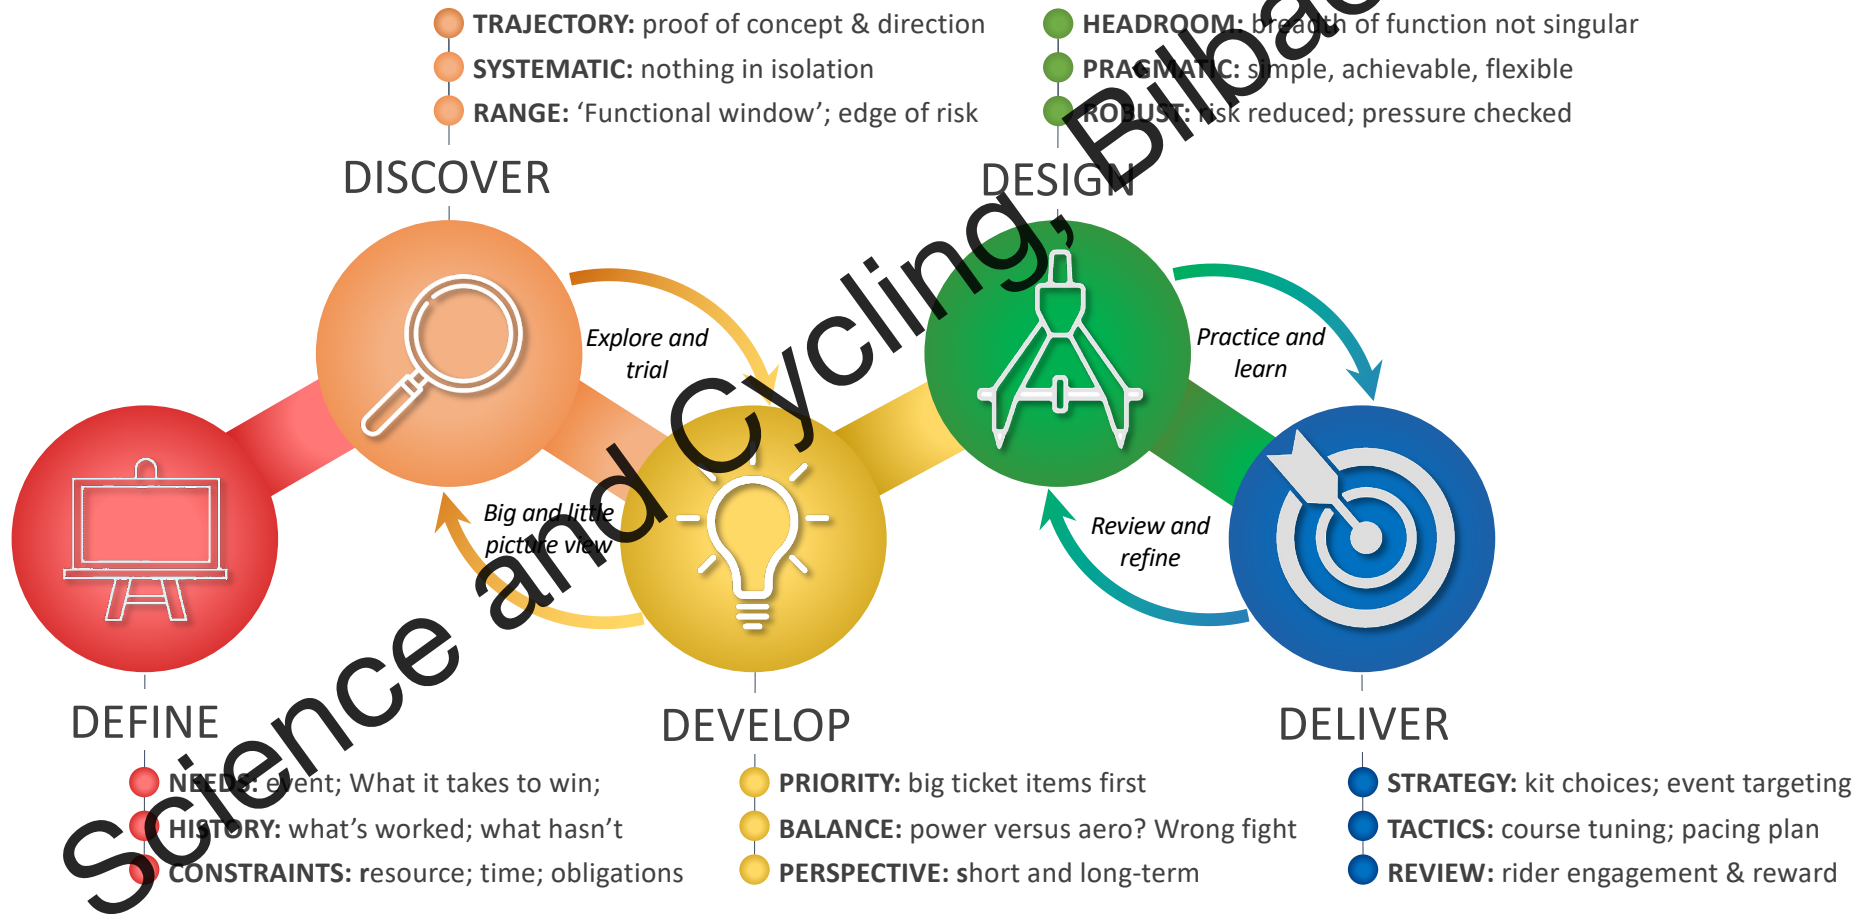 TRAJECTORY: proof of concept & direction
SYSTEMATIC: nothing in isolation
RANGE: ‘Functional window’; edge of risk
DISCOVER
HEADROOM: breadth of function not singular
PRAGMATIC: simple, achievable, flexible
ROBUST: risk reduced; pressure checked
DESIGN
Explore and
trial
Big and little
picture view
Practice and
learn
Review and
refine
DEFINE
NEEDS: event; What it takes to win;
HISTORY: what’s worked; what hasn’t
CONSTRAINTS: resource; time; obligations
DEVELOP
PRIORITY: big ticket items first
BALANCE: power versus aero? Wrong fight
PERSPECTIVE: short and long-term
DELIVER
STRATEGY: kit choices; event targeting
TACTICS: course tuning; pacing plan
REVIEW: rider engagement & reward
Science and Cycling,